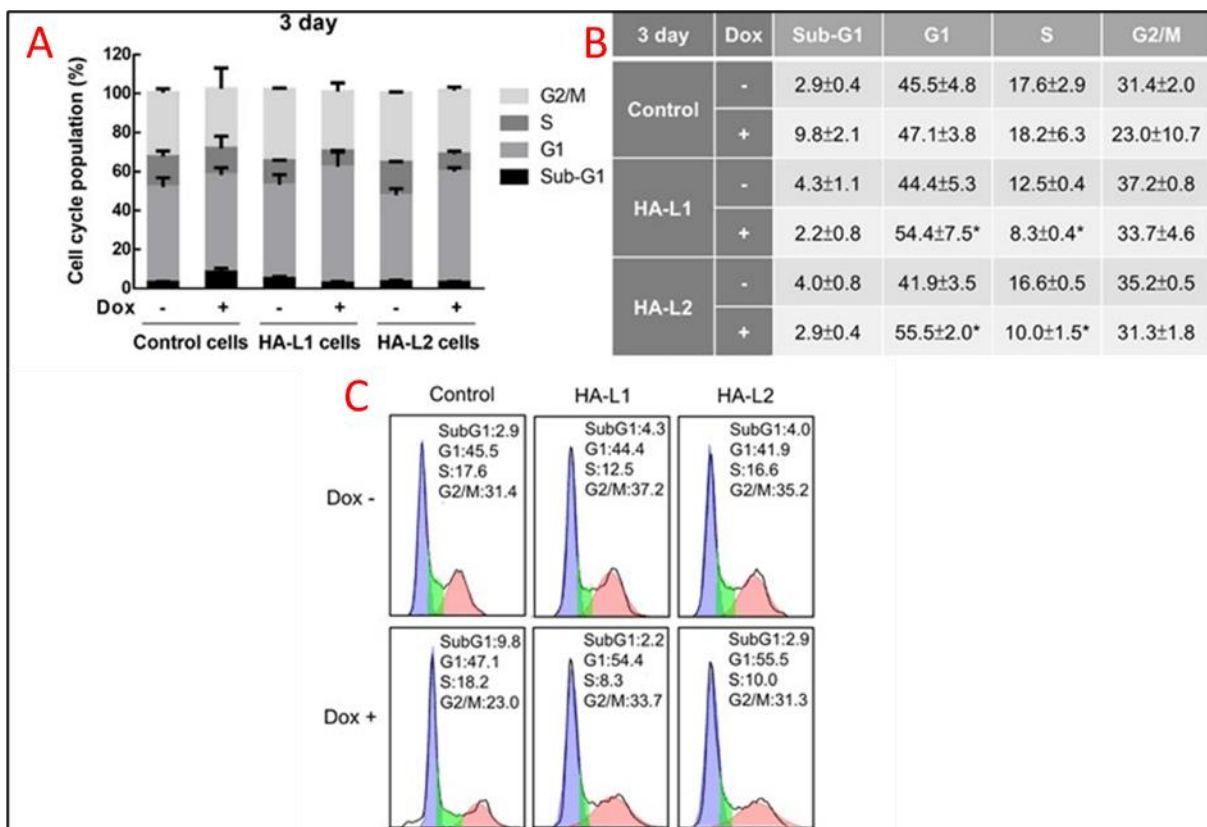 A
3 day
Cell cycle population (%)
120
100
80
60
40
20
0
G2/M
S
G1
Sub-G1
Dox - + - + - +
Control cells HA-L1 cells HA-L2 cells
B
3 day Dox Sub-G1 G1 S G2/M
Control - 2.9±0.4 45.5±4.8 17.6±2.9 31.4±2.0
+ 9.8±2.1 47.1±3.8 18.2±6.3 23.0±10.7
HA-L1 - 4.3±1.1 44.4±5.3 12.5±0.4 37.2±0.8
+ 2.2±0.8 54.4±7.5* 8.3±0.4* 33.7±4.6
HA-L2 - 4.0±0.8 41.9±3.5 16.6±0.5 35.2±0.5
+ 2.9±0.4 55.5±2.0* 10.0±1.5* 31.3±1.8
C
Control HA-L1 HA-L2
Dox -
SubG1:2.9
G1:45.5
S:17.6
G2/M:31.4
SubG1:4.3
G1:44.4
S:12.5
G2/M:37.2
SubG1:4.0
G1:41.9
S:16.6
G2/M:35.2
Dox +
SubG1:9.8
G1:47.1
S:18.2
G2/M:23.0
SubG1:2.2
G1:54.4
S:8.3
G2/M:33.7
SubG1:2.9
G1:55.5
S:10.0
G2/M:31.3